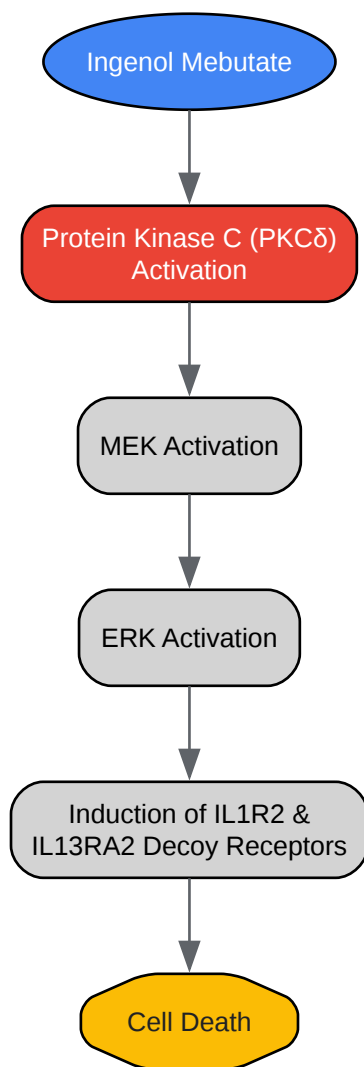 Ingenol Mebutate
Protein Kinase C (PKCδ)
Activation
MEK Activation
ERK Activation
Induction of IL1R2 &
IL13RA2 Decoy Receptors
Cell Death